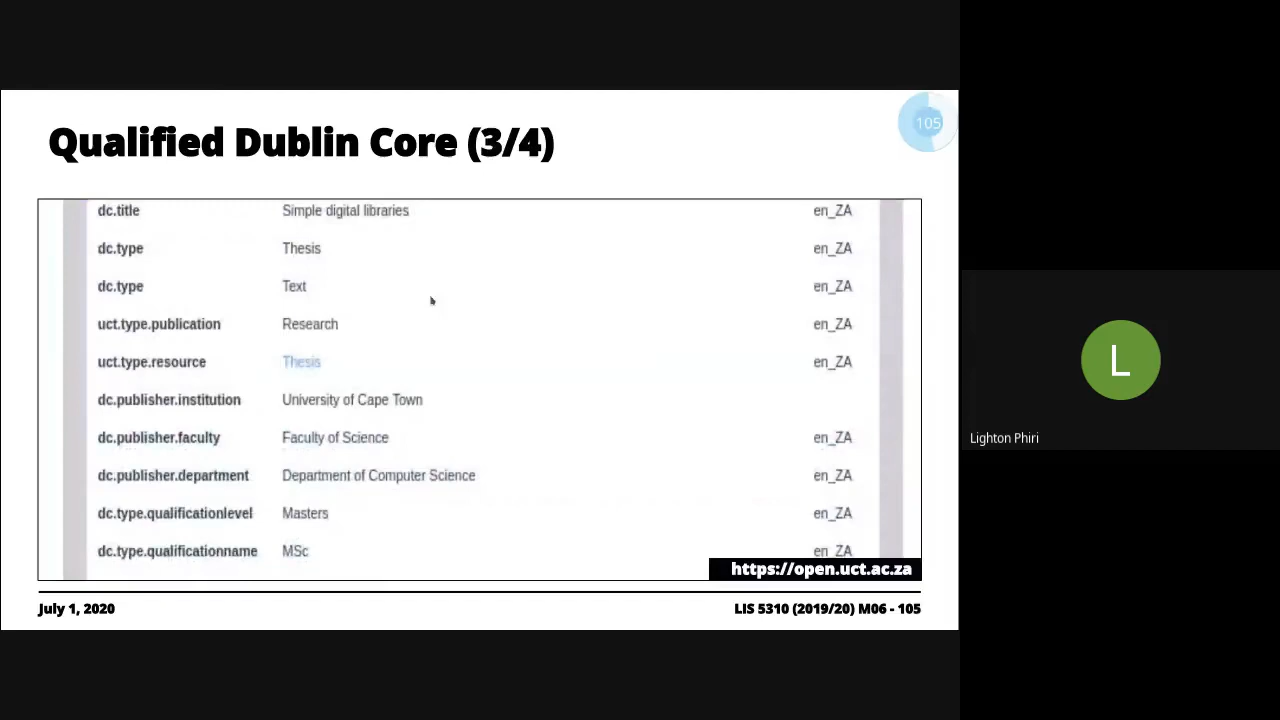 Qualified Dublin Core (3/4)
105
dc.title Simple digital libraries en_ZA
dc.type Thesis en_ZA
dc.type Text en_ZA
uct.type.publication Research en_ZA
uct.type.resource Thesis en_ZA
dc.publisher.institution University of Cape Town
dc.publisher.faculty Faculty of Science en_ZA
dc.publisher.department Department of Computer Science en_ZA
dc.type.qualificationlevel Masters en_ZA
dc.type.qualificationname MSc en_ZA
https://open.uct.ac.za
July 1, 2020 LIS 5310 (2019/20) M06 - 105
L
Lighton Phiri